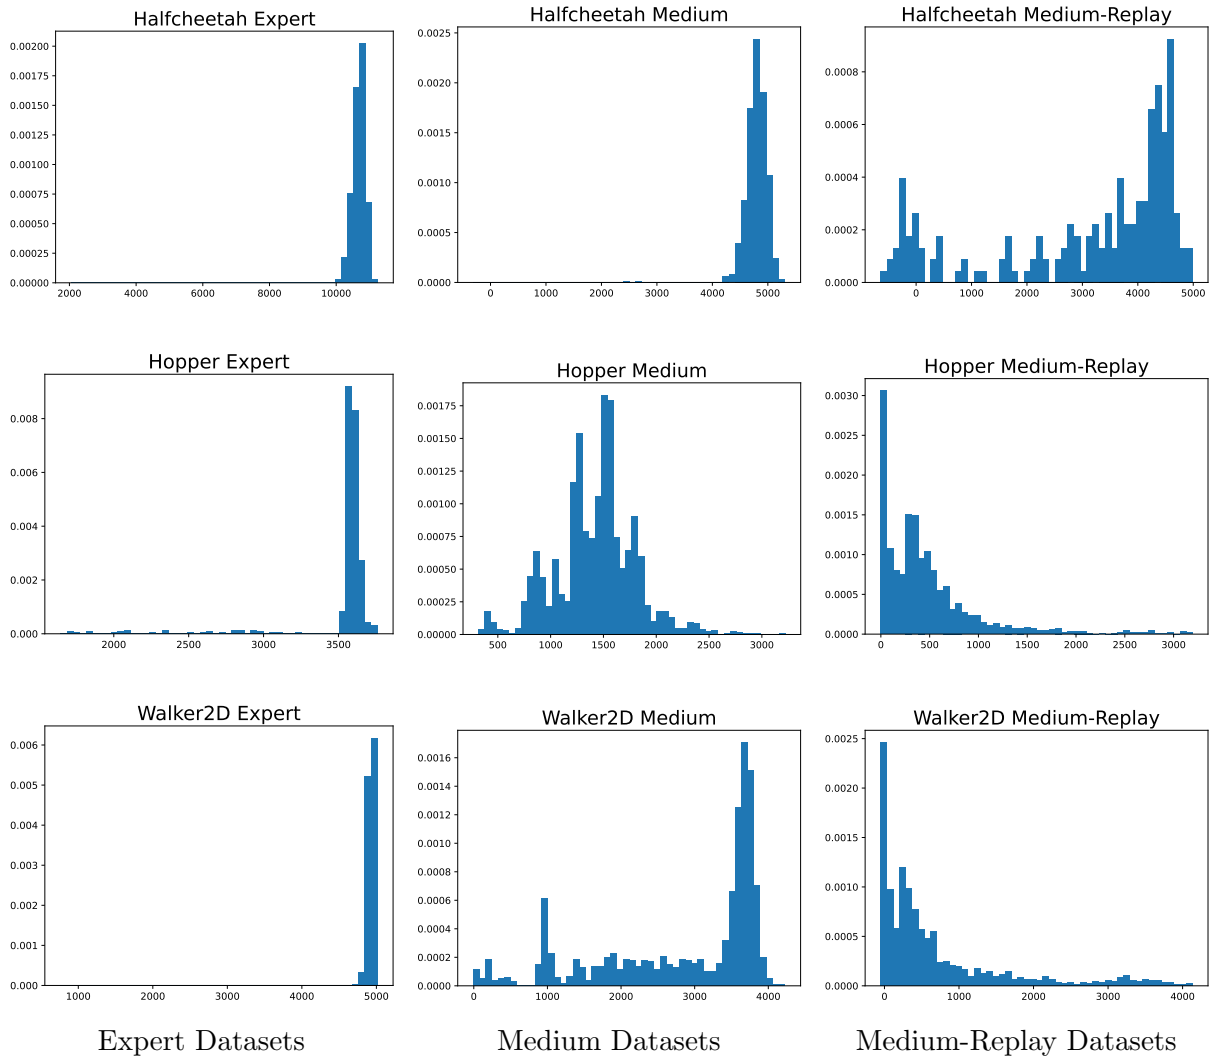 Halfcheetah Expert
0.00200
0.00175
0.00150
0.00125
0.00100
0.00075
0.00050
0.00025
0.00000
2000 4000 6000 8000 10000
Halfcheetah Medium
0.0025
0.0020
0.0015
0.0010
0.0005
0.0000
0 1000 2000 3000 4000 5000
Halfcheetah Medium-Replay
0.0008
0.0006
0.0004
0.0002
0.0000
0 1000 2000 3000 4000 5000
Hopper Expert
0.008
0.006
0.004
0.002
0.000
2000 2500 3000 3500
Hopper Medium
0.00175
0.00150
0.00125
0.00100
0.00075
0.00050
0.00025
0.00000
500 1000 1500 2000 2500 3000
Hopper Medium-Replay
0.0030
0.0025
0.0020
0.0015
0.0010
0.0005
0.0000
0 500 1000 1500 2000 2500 3000
Walker2D Expert
0.006
0.005
0.004
0.003
0.002
0.001
0.000
1000 2000 3000 4000 5000
Walker2D Medium
0.0016
0.0014
0.0012
0.0010
0.0008
0.0006
0.0004
0.0002
0.0000
0 1000 2000 3000 4000
Walker2D Medium-Replay
0.0025
0.0020
0.0015
0.0010
0.0005
0.0000
0 1000 2000 3000 4000
Expert Datasets
Medium Datasets
Medium-Replay Datasets